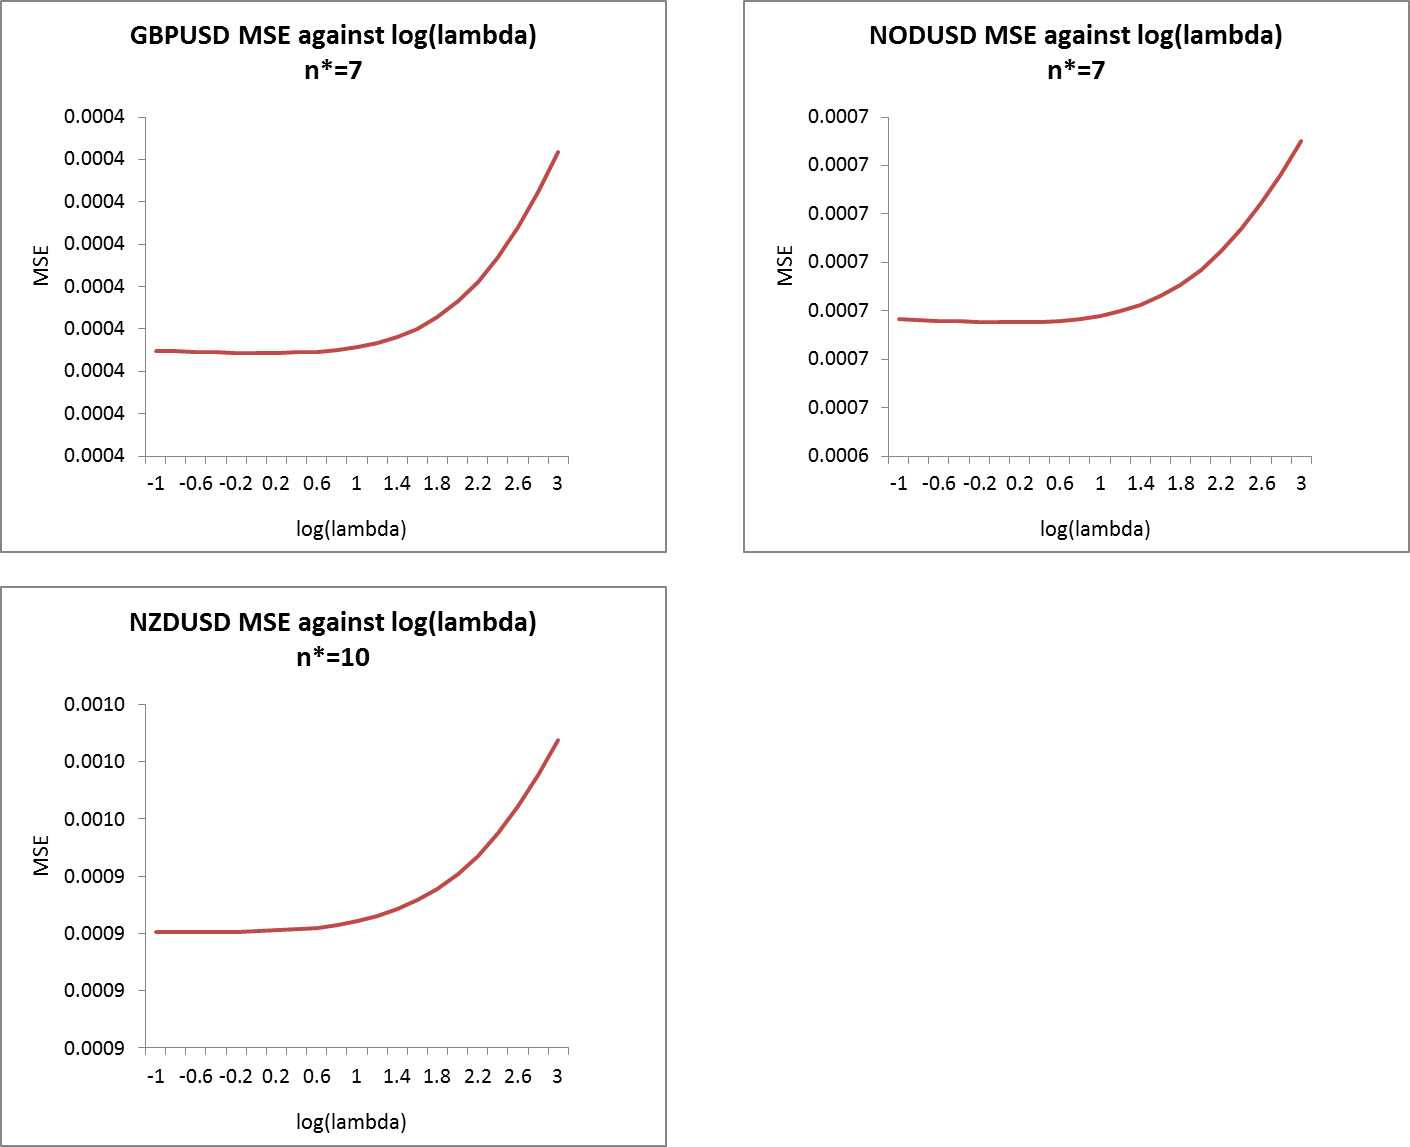 GBPUSD MSE against log(lambda)
n*=7
0.0004
0.0004
0.0004
0.0004
0.0004
0.0004
0.0004
0.0004
0.0004
MSE
-1 -0.6 -0.2 0.2 0.6 1 1.4 1.8 2.2 2.6 3
log(lambda)
NODUSD MSE against log(lambda)
n*=7
0.0007
0.0007
0.0007
0.0007
0.0007
0.0007
0.0007
0.0006
MSE
-1 -0.6 -0.2 0.2 0.6 1 1.4 1.8 2.2 2.6 3
log(lambda)
NZDUSD MSE against log(lambda)
n*=10
0.0010
0.0010
0.0010
0.0009
0.0009
0.0009
0.0009
MSE
-1 -0.6 -0.2 0.2 0.6 1 1.4 1.8 2.2 2.6 3
log(lambda)